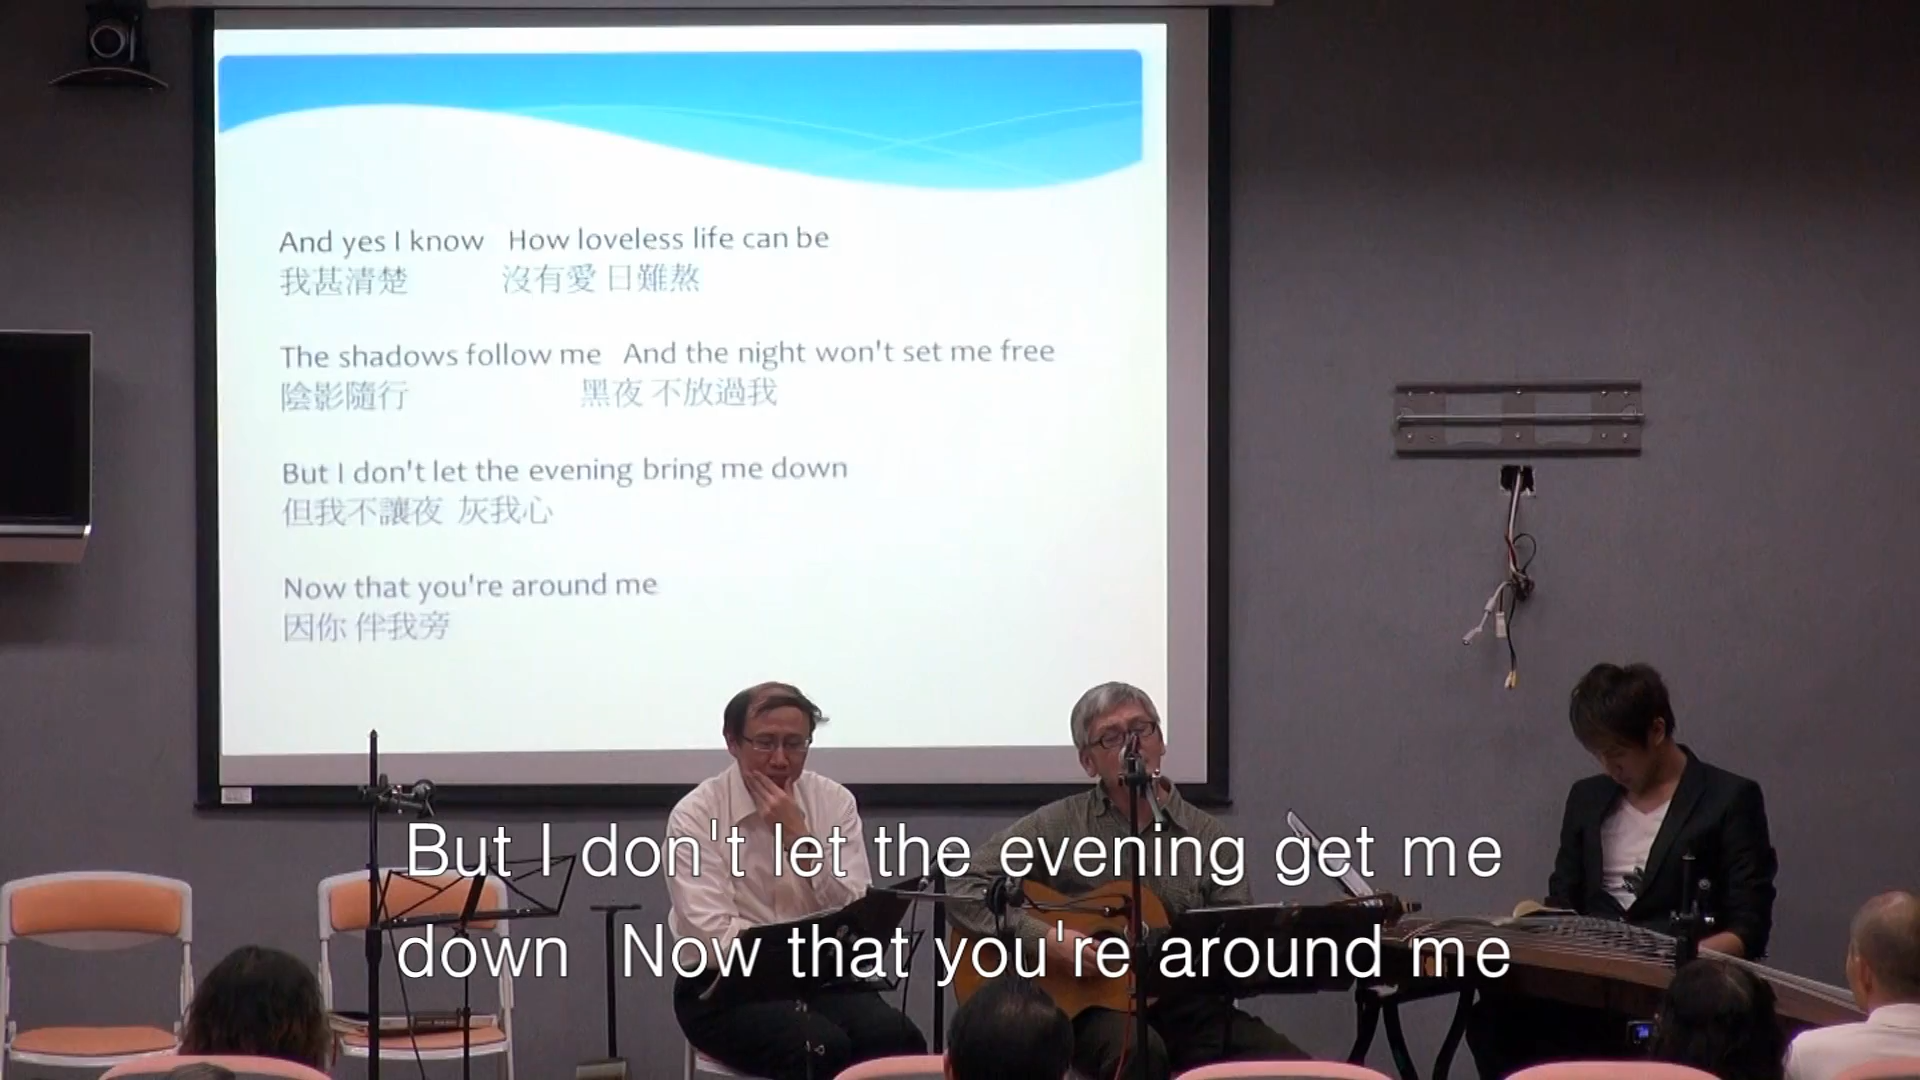 And yes I know How loveless life can be
我甚清楚 沒有愛 日難熬
The shadows follow me And the night won't set me free
陰影隨行 黑夜 不放過我
But I don't let the evening bring me down
但我不讓夜 灰我心
Now that you're around me
因你 伴我旁
But I don't let the evening get me
down Now that you're around me